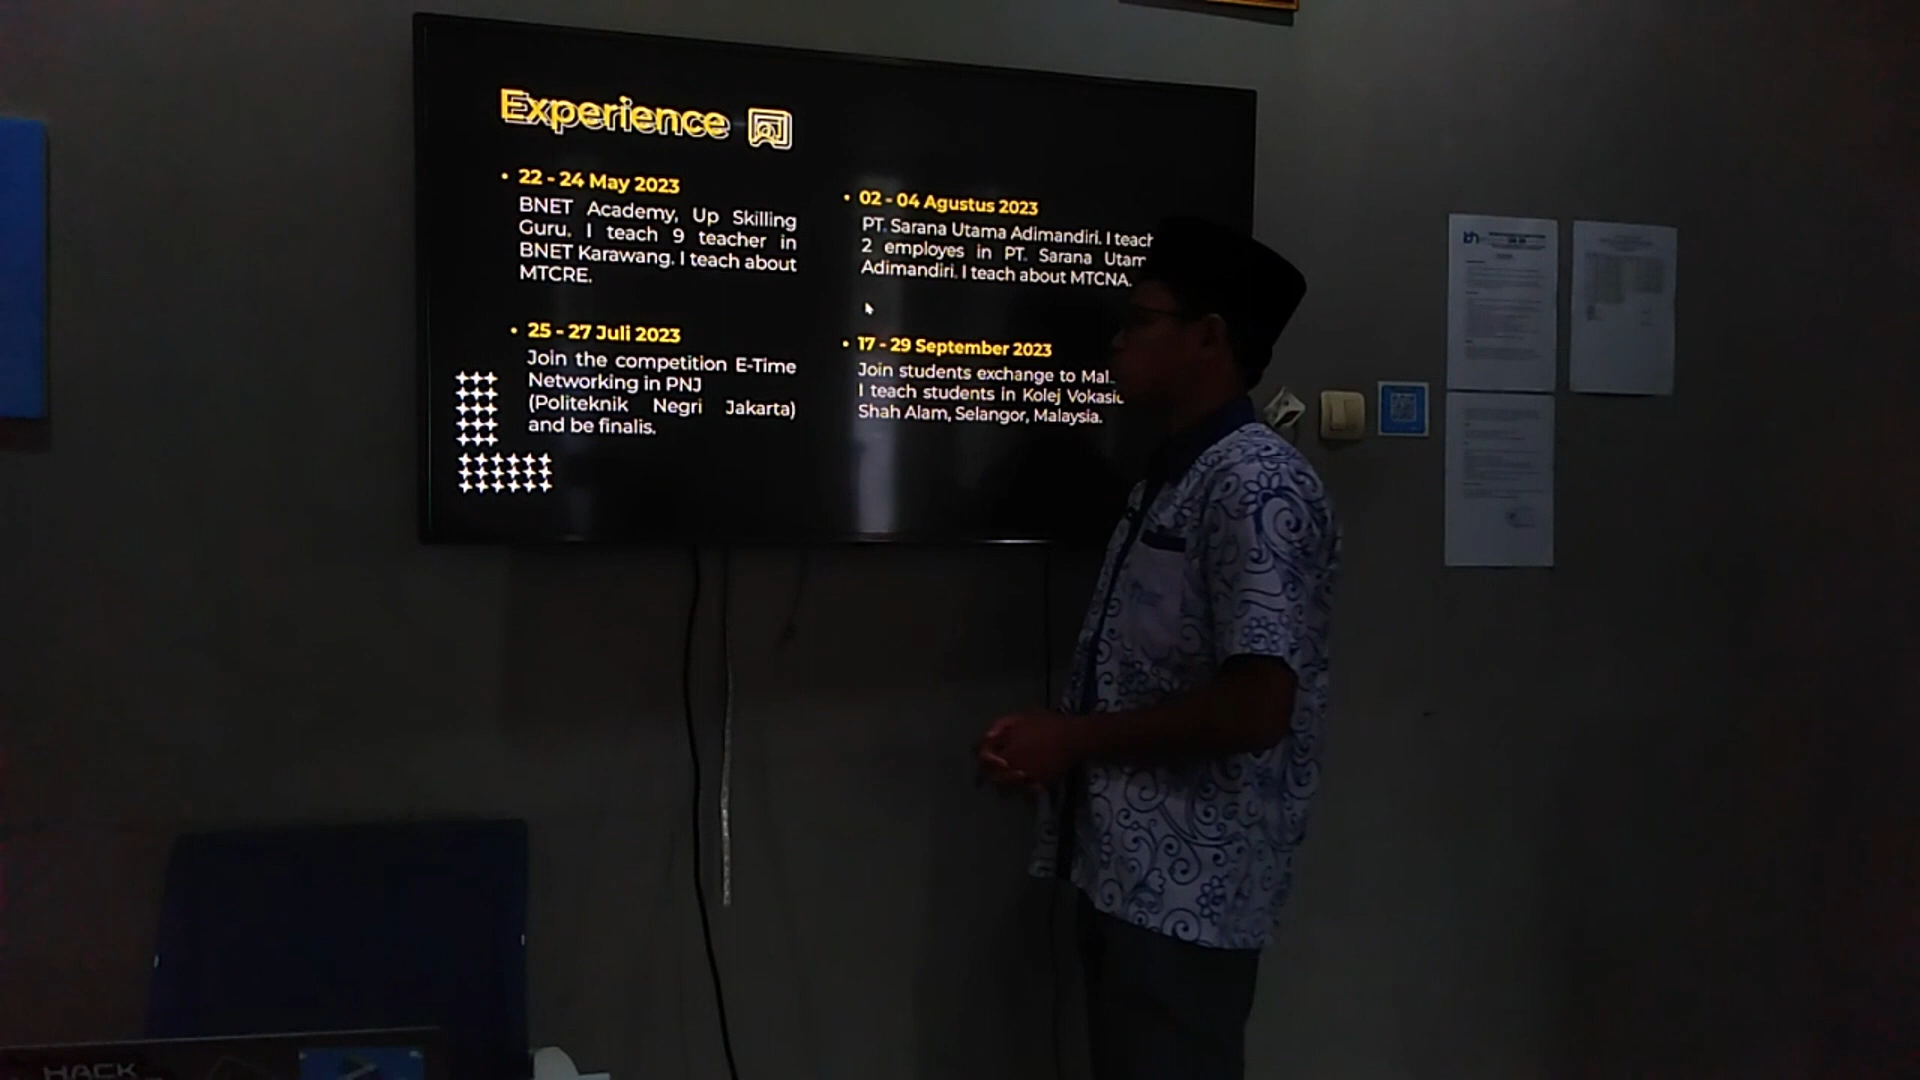 Experience
22 - 24 May 2023
BNET Academy, Up Skilling
Guru. I teach 9 teacher in
BNET Karawang. I teach about
MTCRE.
25 - 27 Juli 2023
Join the competition E-Time
Networking in PNJ
(Politeknik Negri Jakarta)
and be finalis.
02 - 04 Agustus 2023
PT. Sarana Utama Adimandiri. I teach
2 employes in PT. Sarana
Adimandiri. I teach about MTCNA.
17 - 29 September 2023
Join students exchange to
I teach students in Kolej
Shah Alam, Selangor, Malaysia.
HACK